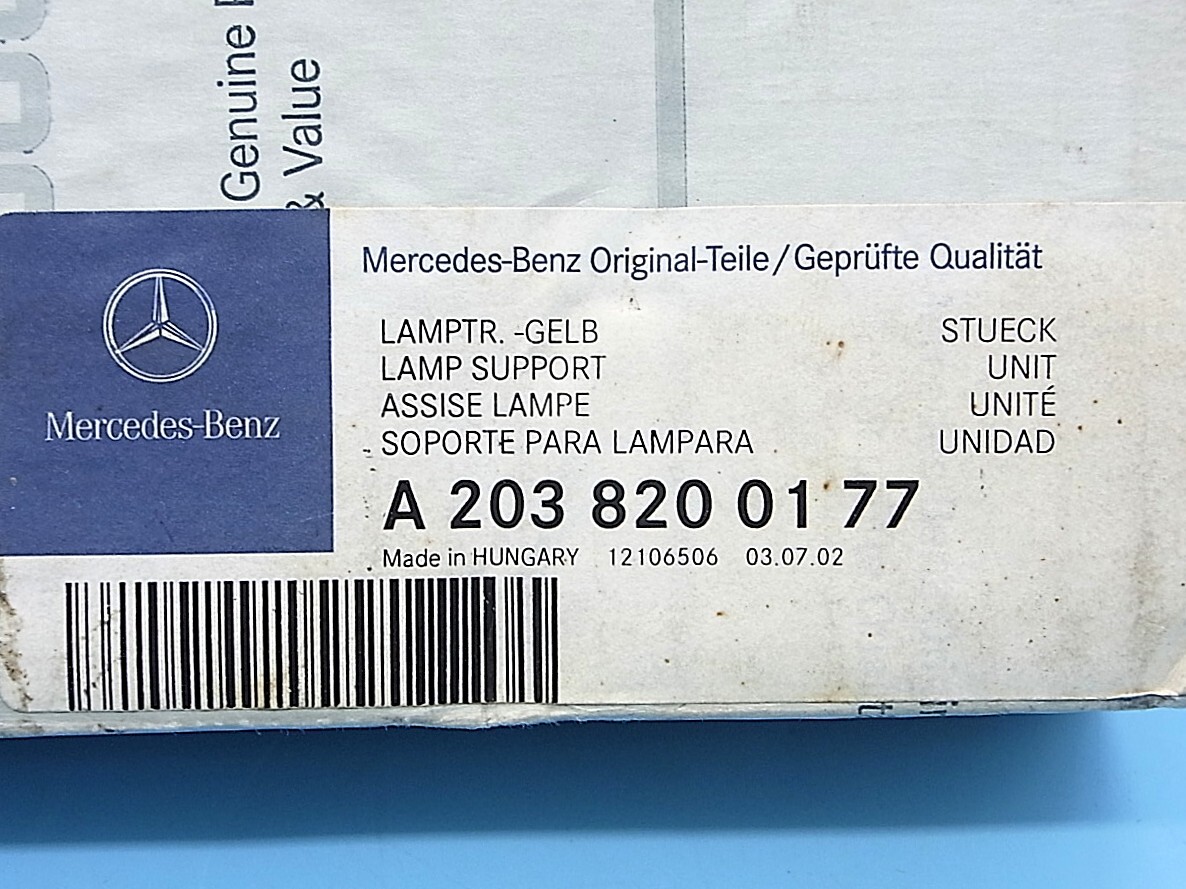 Genuine
& Value
Mercedes-Benz
Mercedes-Benz Original-Teile/Geprüfte Qualität
LAMPTR. -GELB STUECK
LAMP SUPPORT UNIT
ASSISE LAMPE UNITÉ
SOPORTE PARA LAMPARA UNIDAD
A 203 820 01 77
Made in HUNGARY 12106506 03.07.02